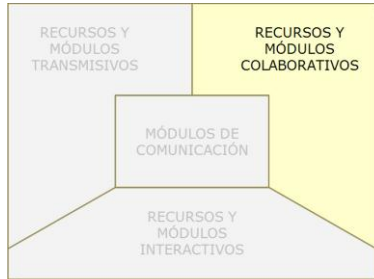 RECURSOS Y
MÓDULOS
TRANSMISIVOS
RECURSOS Y
MÓDULOS
COLABORATIVOS
MÓDULOS DE
COMUNICACIÓN
RECURSOS Y
MÓDULOS
INTERACTIVOS